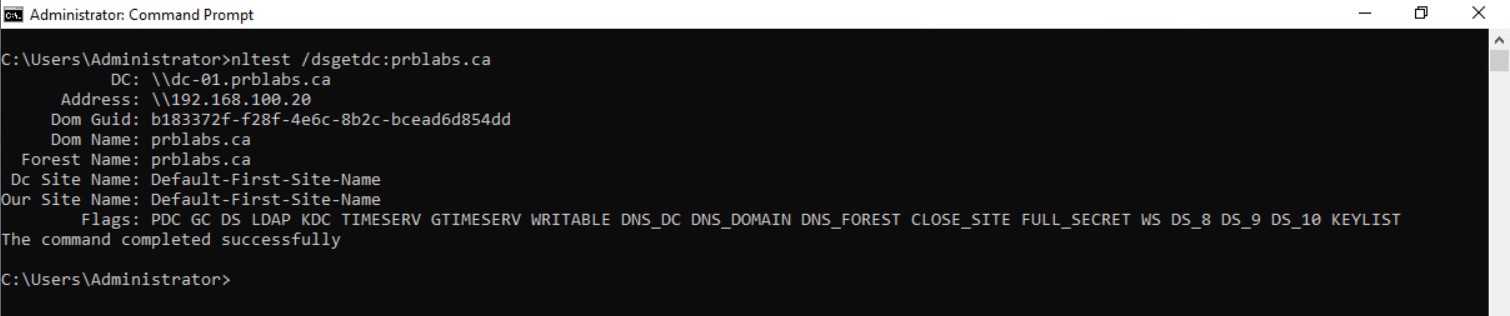 Administrator: Command Prompt
C:\Users\Administrator>nltest /dsgetdc:prblabs.ca
DC: \\dc-01.prblabs.ca
Address: \\192.168.100.20
Dom Guid: b183372f-f28f-4e6c-8b2c-bcead6d854dd
Dom Name: prblabs.ca
Forest Name: prblabs.ca
Dc Site Name: Default-First-Site-Name
Our Site Name: Default-First-Site-Name
Flags: PDC GC DS LDAP KDC TIMESERV GTIMESERV WRITABLE DNS_DC DNS_DOMAIN DNS_FOREST CLOSE_SITE FULL_SECRET WS DS_8 DS_9 DS_10 KEYLIST
The command completed successfully
C:\Users\Administrator>